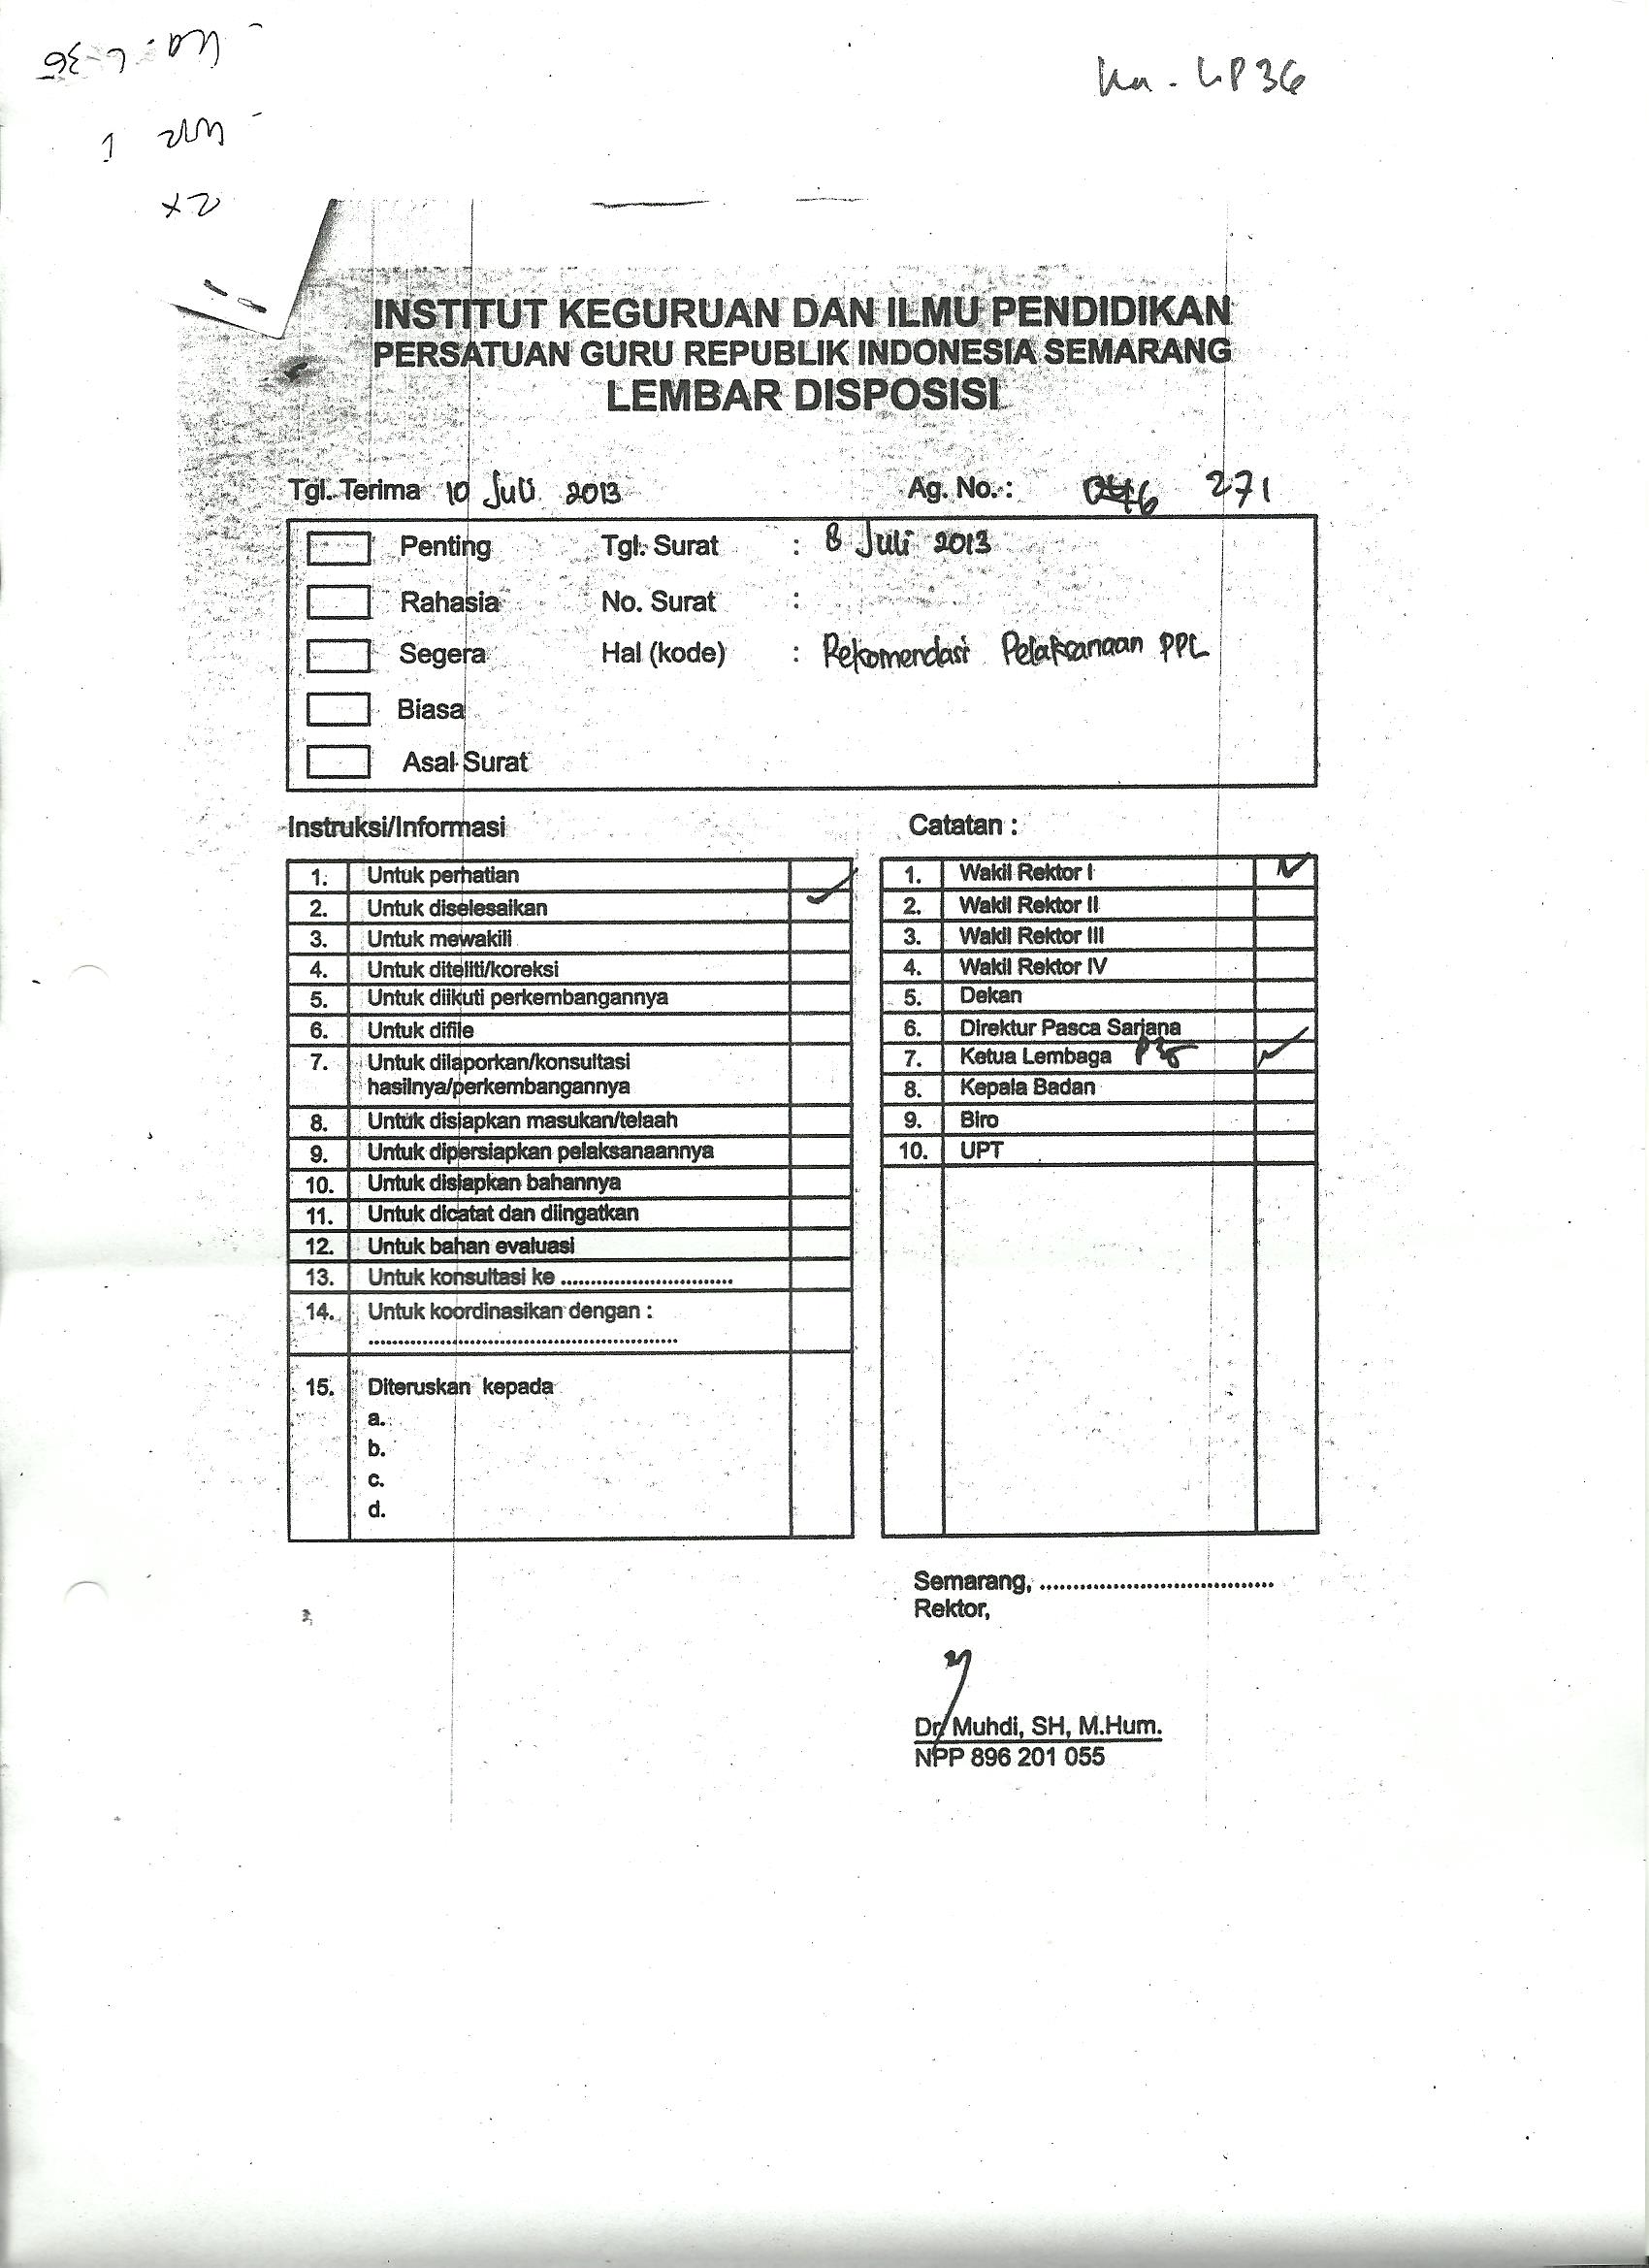 Ka - LP36
INSTITUT KEGURUAN DAN ILMU PENDIDIKAN
PERSATUAN GURU REPUBLIK INDONESIA SEMARANG
LEMBAR DISPOSISI
Tgl. Terima 10 Juli 2013 Ag. No. : 271
Penting Tgl. Surat : 8 Juli 2013
Rahasia No. Surat :
Segera Hal (kode) : Rekomendasi Pelaksanaan PPL
Biasa
Asal Surat
Instruksi/Informasi
1. Untuk perhatian
2. Untuk diselesaikan
3. Untuk mewakili
4. Untuk diteliti/koreksi
5. Untuk diikuti perkembangannya
6. Untuk difile
7. Untuk dilaporkan/konsultasi
hasilnya/perkembangannya
8. Untuk disiapkan masukan/telaah
9. Untuk dipersiapkan pelaksanaannya
10. Untuk disiapkan bahannya
11. Untuk dicatat dan diingatkan
12. Untuk bahan evaluasi
13. Untuk konsultasi ke ..............................
14. Untuk koordinasikan dengan :
......................................................
15. Diteruskan kepada
a.
b.
c.
d.
Catatan :
1. Wakil Rektor I
2. Wakil Rektor II
3. Wakil Rektor III
4. Wakil Rektor IV
5. Dekan
6. Direktur Pasca Sarjana
7. Ketua Lembaga P36
8. Kepala Badan
9. Biro
10. UPT
Semarang, ...................................
Rektor,
Dr. Muhdi, SH, M.Hum.
NPP 896 201 055